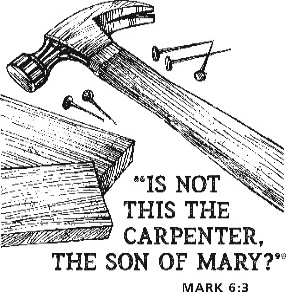 “IS NOT
THIS THE
CARPENTER,
THE SON OF MARY?”
MARK 6:3